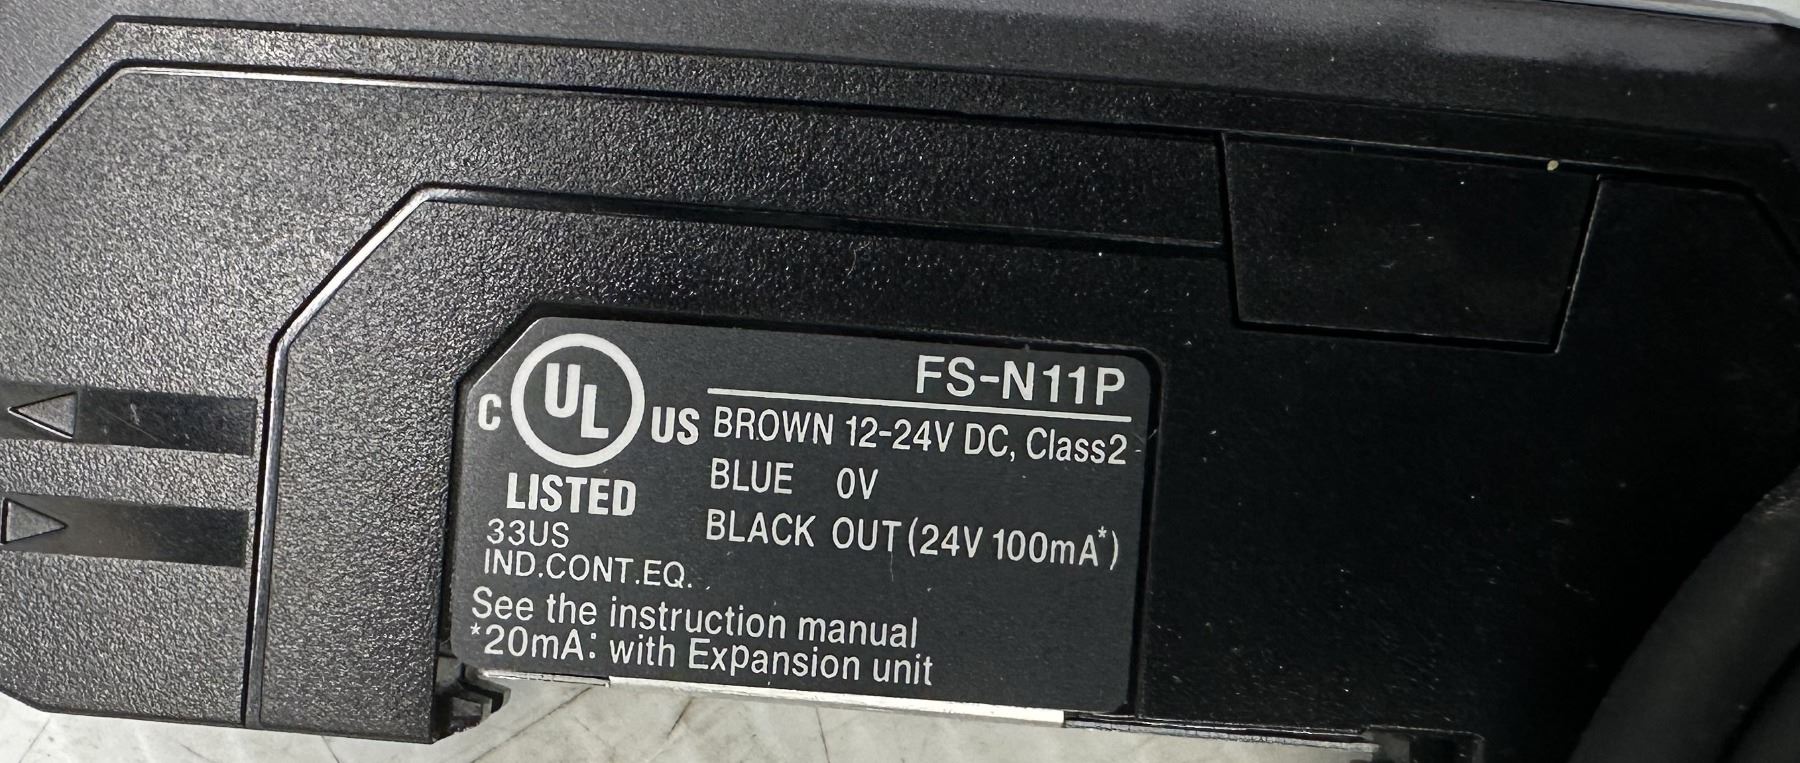 FS-N11P
C UL US
LISTED
33US
IND.CONT.EQ.
BROWN 12-24V DC, Class2
BLUE 0V
BLACK OUT (24V 100mA*)
See the instruction manual
*20mA: with Expansion unit